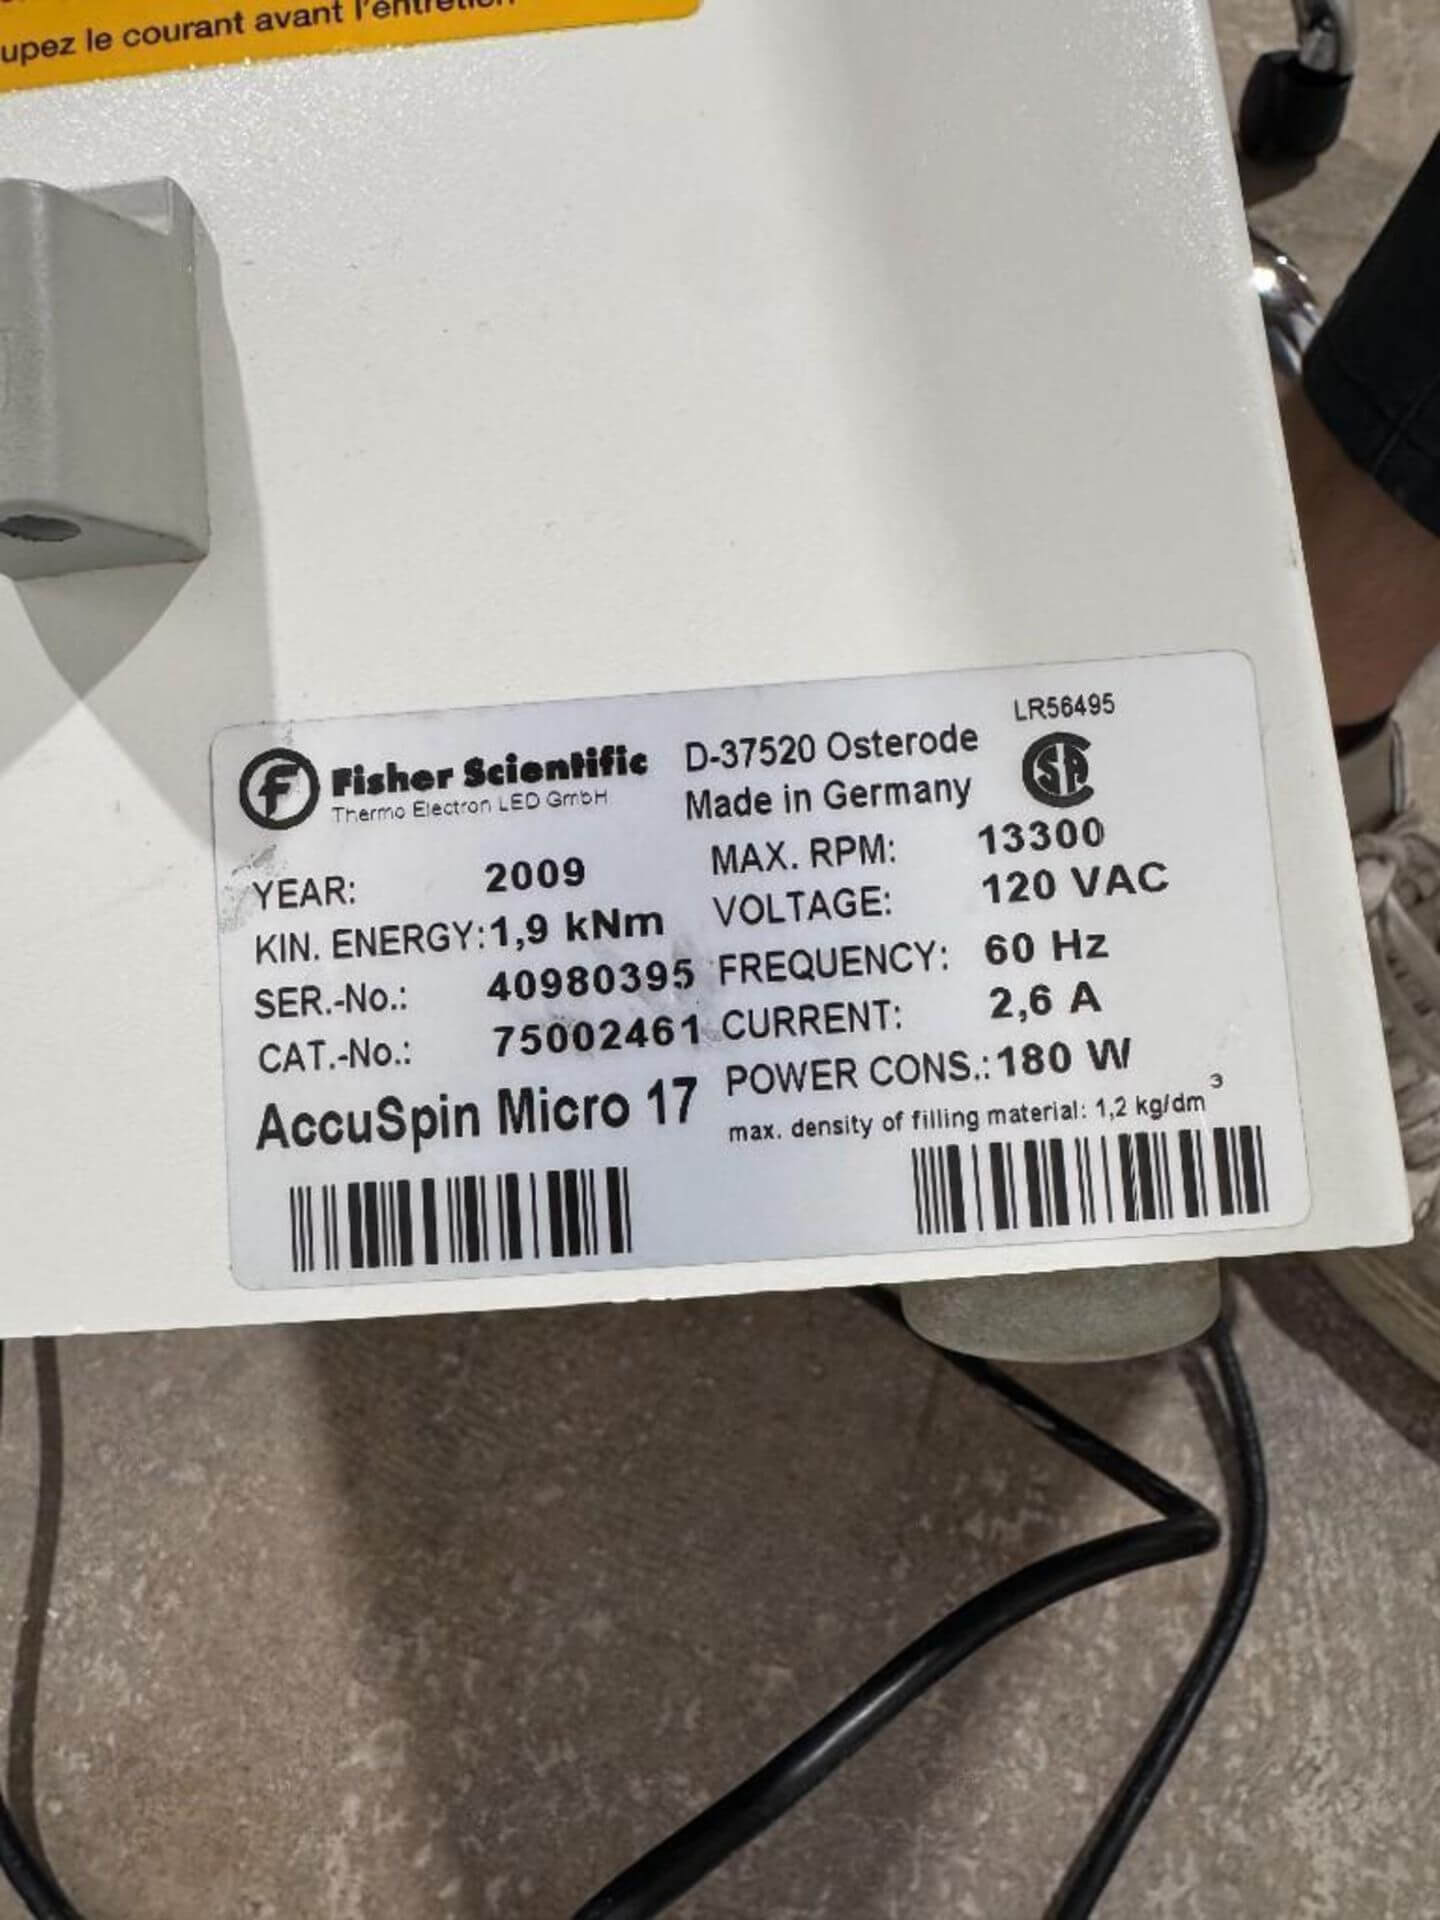 upez le courant avant l'entretien
LR56495
Fisher Scientific
Thermo Electron LED GmbH
D-37520 Osterode
Made in Germany
YEAR: 2009
KIN. ENERGY: 1,9 kNm
SER.-No.: 40980395
CAT.-No.: 75002461
AccuSpin Micro 17
MAX. RPM: 13300
VOLTAGE: 120 VAC
FREQUENCY: 60 Hz
CURRENT: 2,6 A
POWER CONS.: 180 W
max. density of filling material: 1,2 kg/dm³